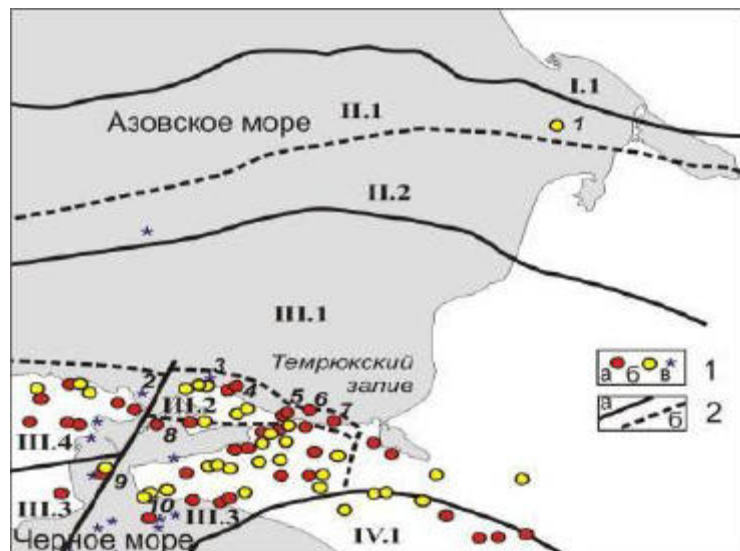 I.1
Азовское море
II.1
1
II.2
III.1
Темрюкский
залив
а б в 1
а б 2
2
3
4
5
6
7
III.2
8
III.4
9
III.3
10
III.3
IV.1
Черное море